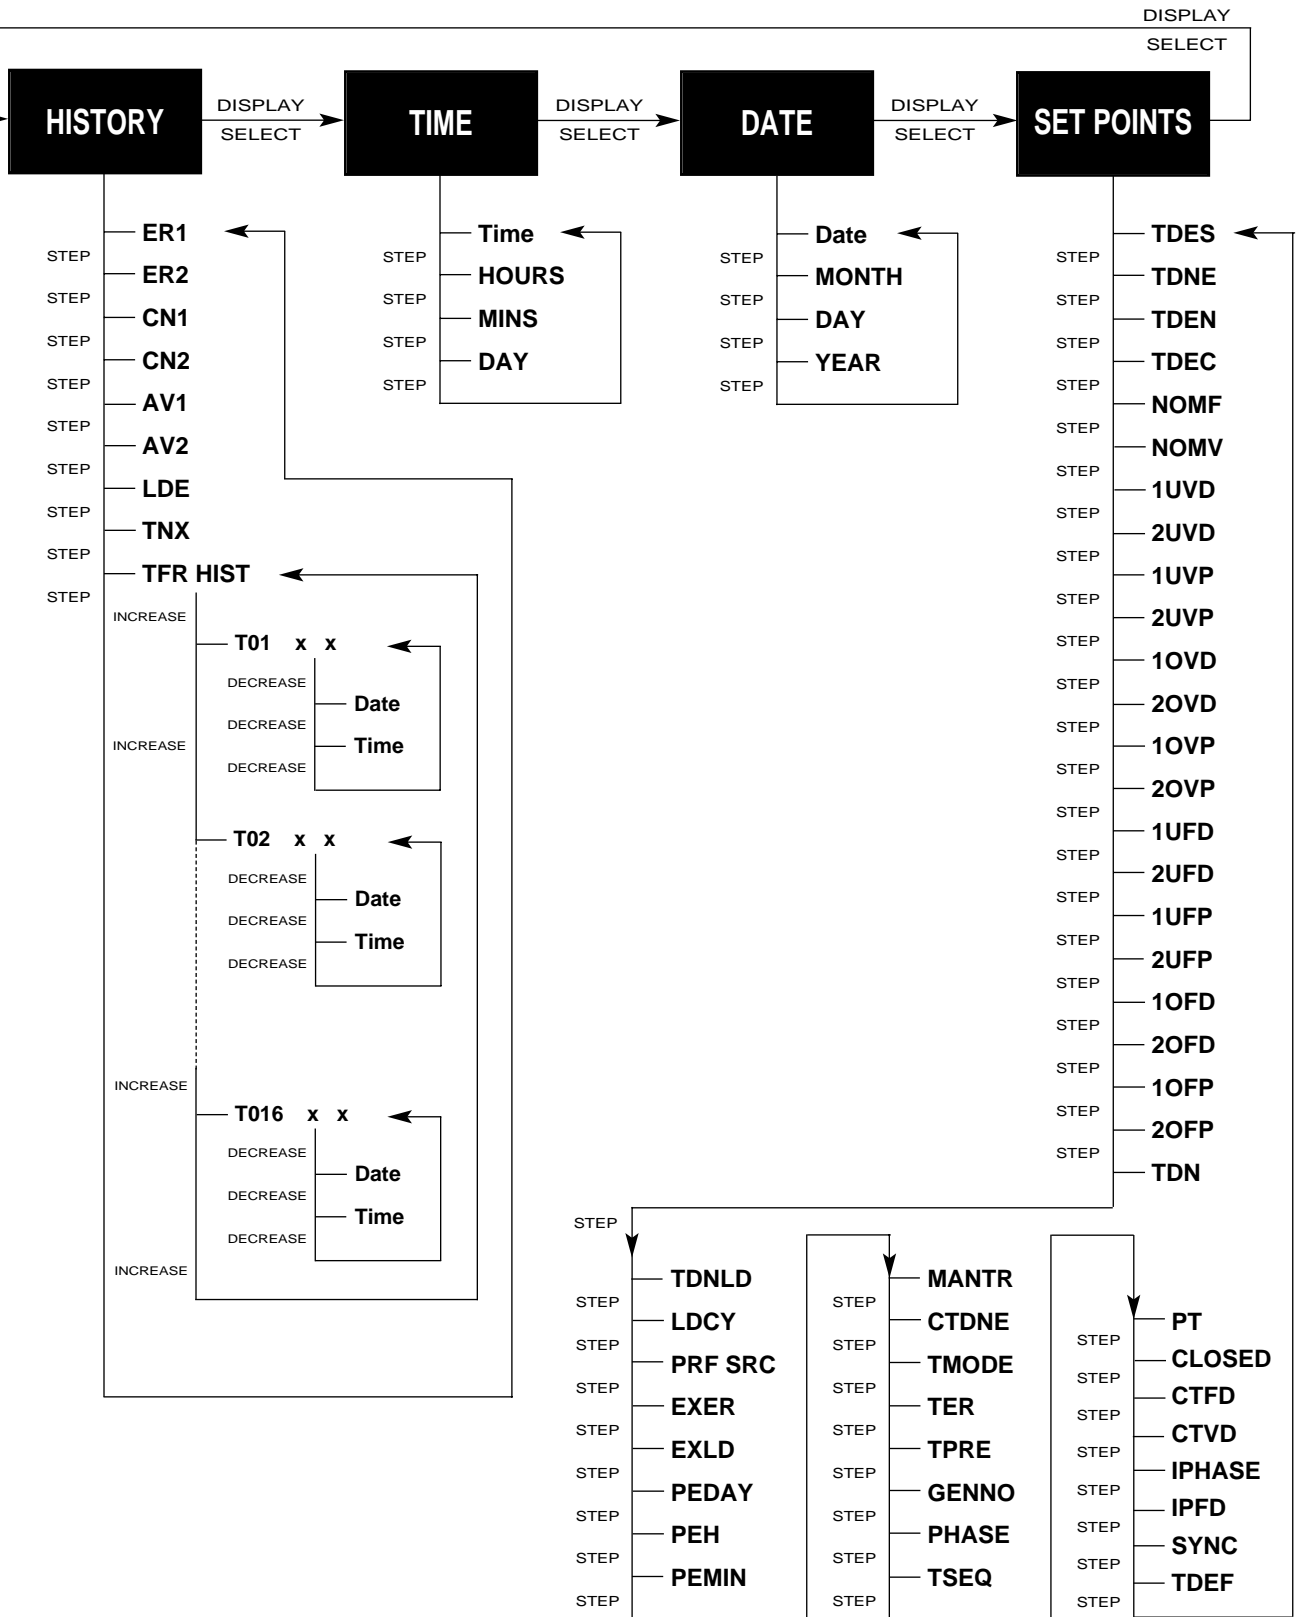 DISPLAY
SELECT
HISTORY
DISPLAY
SELECT
TIME
DISPLAY
SELECT
DATE
DISPLAY
SELECT
SET POINTS
ER1
STEP
ER2
STEP
CN1
STEP
CN2
STEP
AV1
STEP
AV2
STEP
LDE
STEP
TNX
STEP
TFR HIST
STEP
INCREASE
T01 x x
DECREASE
Date
DECREASE
Time
DECREASE
INCREASE
T02 x x
DECREASE
Date
DECREASE
Time
DECREASE
INCREASE
T016 x x
DECREASE
Date
DECREASE
Time
DECREASE
INCREASE
Time
STEP
HOURS
STEP
MINS
STEP
DAY
STEP
Date
STEP
MONTH
STEP
DAY
STEP
YEAR
STEP
TDES
STEP
TDNE
STEP
TDEN
STEP
TDEC
STEP
NOMF
STEP
NOMV
STEP
1UVD
STEP
2UVD
STEP
1UVP
STEP
2UVP
STEP
1OVD
STEP
2OVD
STEP
1OVP
STEP
2OVP
STEP
1UFD
STEP
2UFD
STEP
1UFP
STEP
2UFP
STEP
1OFD
STEP
2OFD
STEP
1OFP
STEP
2OFP
STEP
TDN
STEP
TDNLD
STEP
LDCY
STEP
PRF SRC
STEP
EXER
STEP
EXLD
STEP
PEDAY
STEP
PEH
STEP
PEMIN
STEP
MANTR
STEP
CTDNE
STEP
TMODE
STEP
TER
STEP
TPRE
STEP
GENNO
STEP
PHASE
STEP
TSEQ
STEP
PT
STEP
CLOSED
STEP
CTFD
STEP
CTVD
STEP
IPHASE
STEP
IPFD
STEP
SYNC
STEP
TDEF
STEP